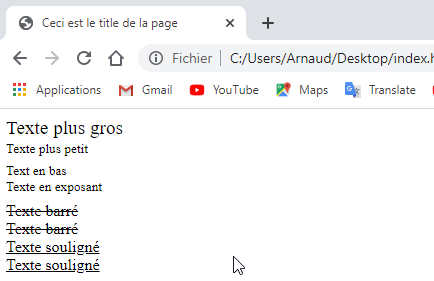 Ceci est le title de la page
Fichier C:/Users/Arnaud/Desktop/index.h
Applications Gmail YouTube Maps Translate
Texte plus gros
Texte plus petit
Text en bas
Texte en exposant
Texte barré
Texte barré
Texte souligné
Texte souligné